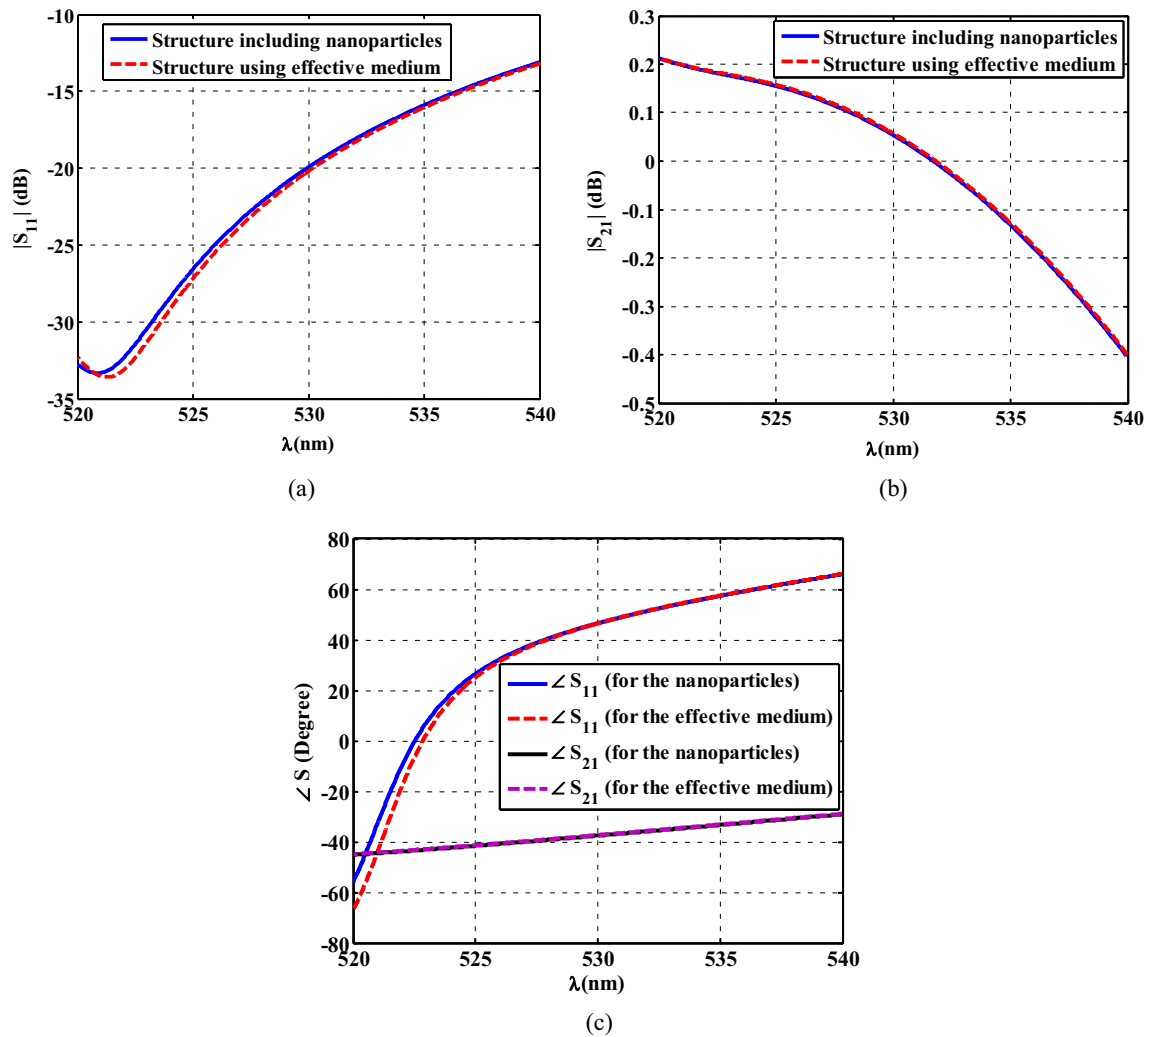 Structure including nanoparticles
Structure using effective medium
-10
-15
-20
-25
-30
-35
|S11| (dB)
520 525 530 535 540
λ(nm)
(a)
Structure including nanoparticles
Structure using effective medium
0.3
0.2
0.1
0
-0.1
-0.2
-0.3
-0.4
-0.5
|S21| (dB)
520 525 530 535 540
λ(nm)
(b)
80
60
40
20
0
-20
-40
-60
-80
∠ S (Degree)
∠ S11 (for the nanoparticles)
∠ S11 (for the effective medium)
∠ S21 (for the nanoparticles)
∠ S21 (for the effective medium)
520 525 530 535 540
λ(nm)
(c)